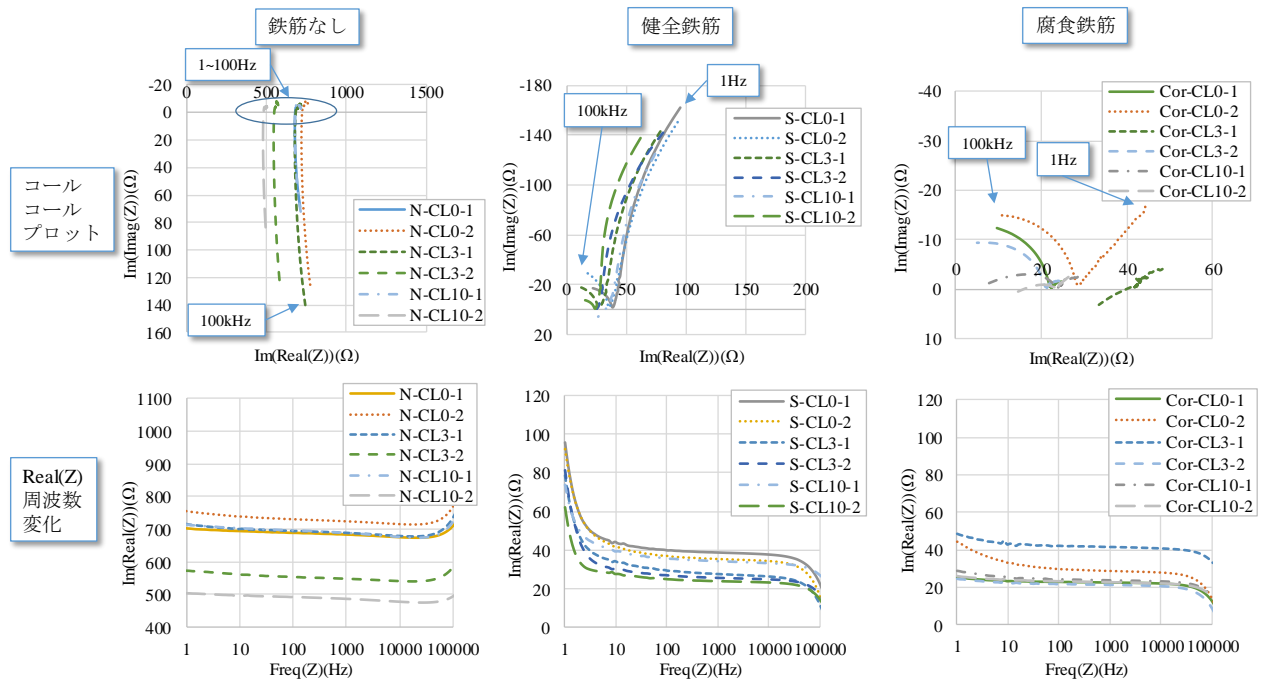 鉄筋なし
健全鉄筋
腐食鉄筋
コール
コール
プロット
1~100Hz
0 500 1000 1500
-20
0
20
40
60
80
100
120
140
160
100kHz
N-CL0-1
N-CL0-2
N-CL3-1
N-CL3-2
N-CL10-1
N-CL10-2
Im(Imag(Z)(Ω)
Im(Real(Z))(Ω)
100kHz
1Hz
-180
-140
-100
-60
-20
20
0 50 100 150 200
S-CL0-1
S-CL0-2
S-CL3-1
S-CL3-2
S-CL10-1
S-CL10-2
Im(Imag(Z)(Ω)
Im(Real(Z))(Ω)
100kHz
1Hz
-40
-30
-20
-10
0
10
0 20 40 60
Cor-CL0-1
Cor-CL0-2
Cor-CL3-1
Cor-CL3-2
Cor-CL10-1
Cor-CL10-2
Im(Imag(Z)(Ω)
Im(Real(Z))(Ω)
Real(Z)
周波数
変化
1100
1000
900
800
700
600
500
400
1 10 100 1000 10000 100000
N-CL0-1
N-CL0-2
N-CL3-1
N-CL3-2
N-CL10-1
N-CL10-2
Im(Real(Z))(Ω)
Freq(Z)(Hz)
120
100
80
60
40
20
0
1 10 100 1000 10000 100000
S-CL0-1
S-CL0-2
S-CL3-1
S-CL3-2
S-CL10-1
S-CL10-2
Im(Real(Z))(Ω)
Freq(Z)(Hz)
120
100
80
60
40
20
0
1 10 100 1000 10000 100000
Cor-CL0-1
Cor-CL0-2
Cor-CL3-1
Cor-CL3-2
Cor-CL10-1
Cor-CL10-2
Im(Real(Z))(Ω)
Freq(Z)(Hz)